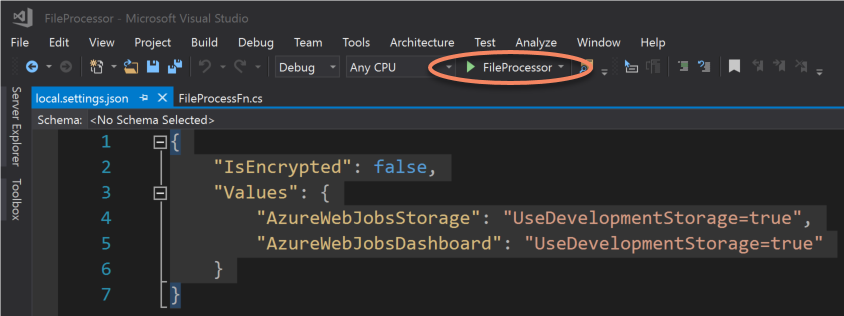 FileProcessor - Microsoft Visual Studio
File Edit View Project Build Debug Team Tools Architecture Test Analyze Window Help
Debug Any CPU FileProcessor
local.settings.json FileProcessFn.cs
Schema: <No Schema Selected>
Server Explorer
Toolbox
1 {
2 "IsEncrypted": false,
3 "Values": {
4 "AzureWebJobsStorage": "UseDevelopmentStorage=true",
5 "AzureWebJobsDashboard": "UseDevelopmentStorage=true"
6 }
7 }